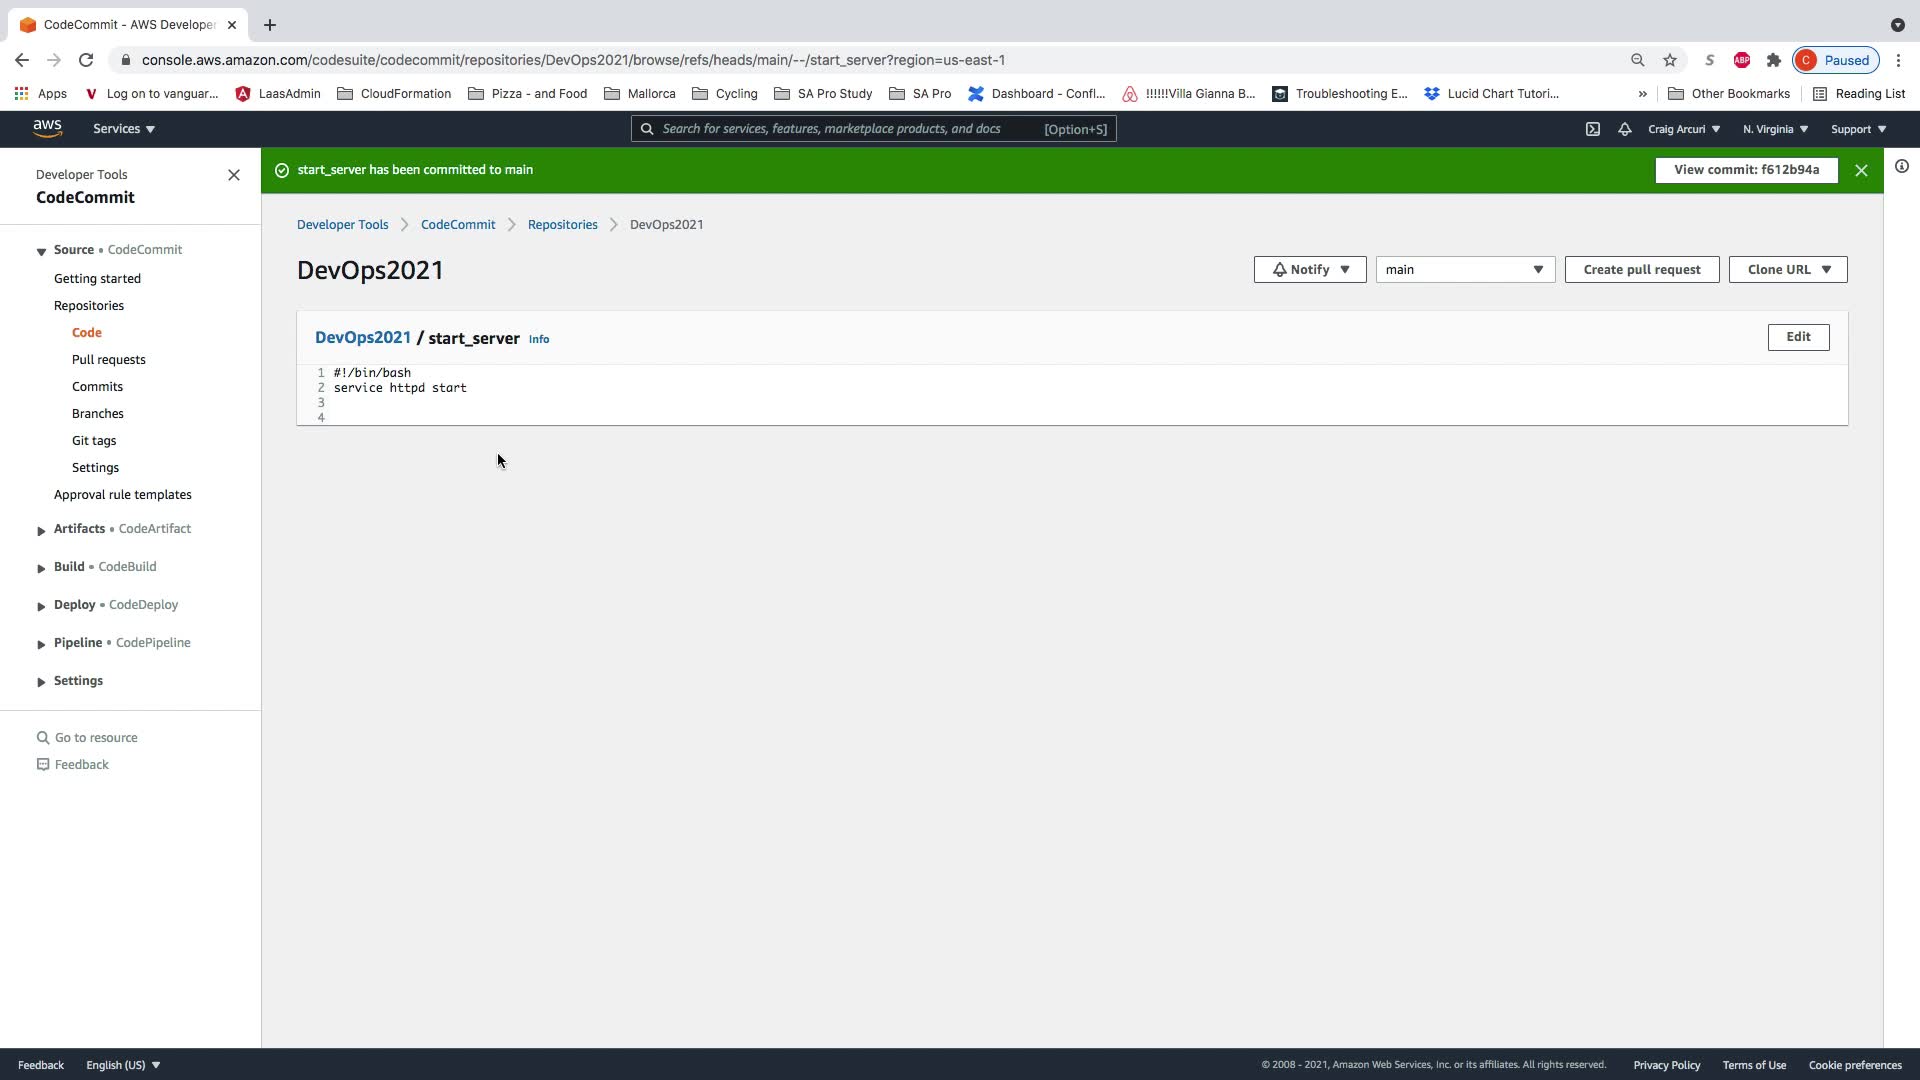 CodeCommit - AWS Developer
console.aws.amazon.com/codesuite/codecommit/repositories/DevOps2021/browse/refs/heads/main/--/start_server?region=us-east-1
S ABP C Paused
Apps Log on to vanguar... LaasAdmin CloudFormation Pizza - and Food Mallorca Cycling SA Pro Study SA Pro Dashboard - Confl... !!!!!!Villa Gianna B... Troubleshooting E... Lucid Chart Tutori... » Other Bookmarks Reading List
aws Services Search for services, features, marketplace products, and docs [Option+S] Craig Arcuri N. Virginia Support
Developer Tools
CodeCommit
Source • CodeCommit
Getting started
Repositories
Code
Pull requests
Commits
Branches
Git tags
Settings
Approval rule templates
Artifacts • CodeArtifact
Build • CodeBuild
Deploy • CodeDeploy
Pipeline • CodePipeline
Settings
Go to resource
Feedback
start_server has been committed to main View commit: f612b94a
Developer Tools CodeCommit Repositories DevOps2021
DevOps2021 Notify main Create pull request Clone URL
DevOps2021 / start_server Info Edit
1 #!/bin/bash
2 service httpd start
3
4
Feedback English (US) © 2008 - 2021, Amazon Web Services, Inc. or its affiliates. All rights reserved. Privacy Policy Terms of Use Cookie preferences